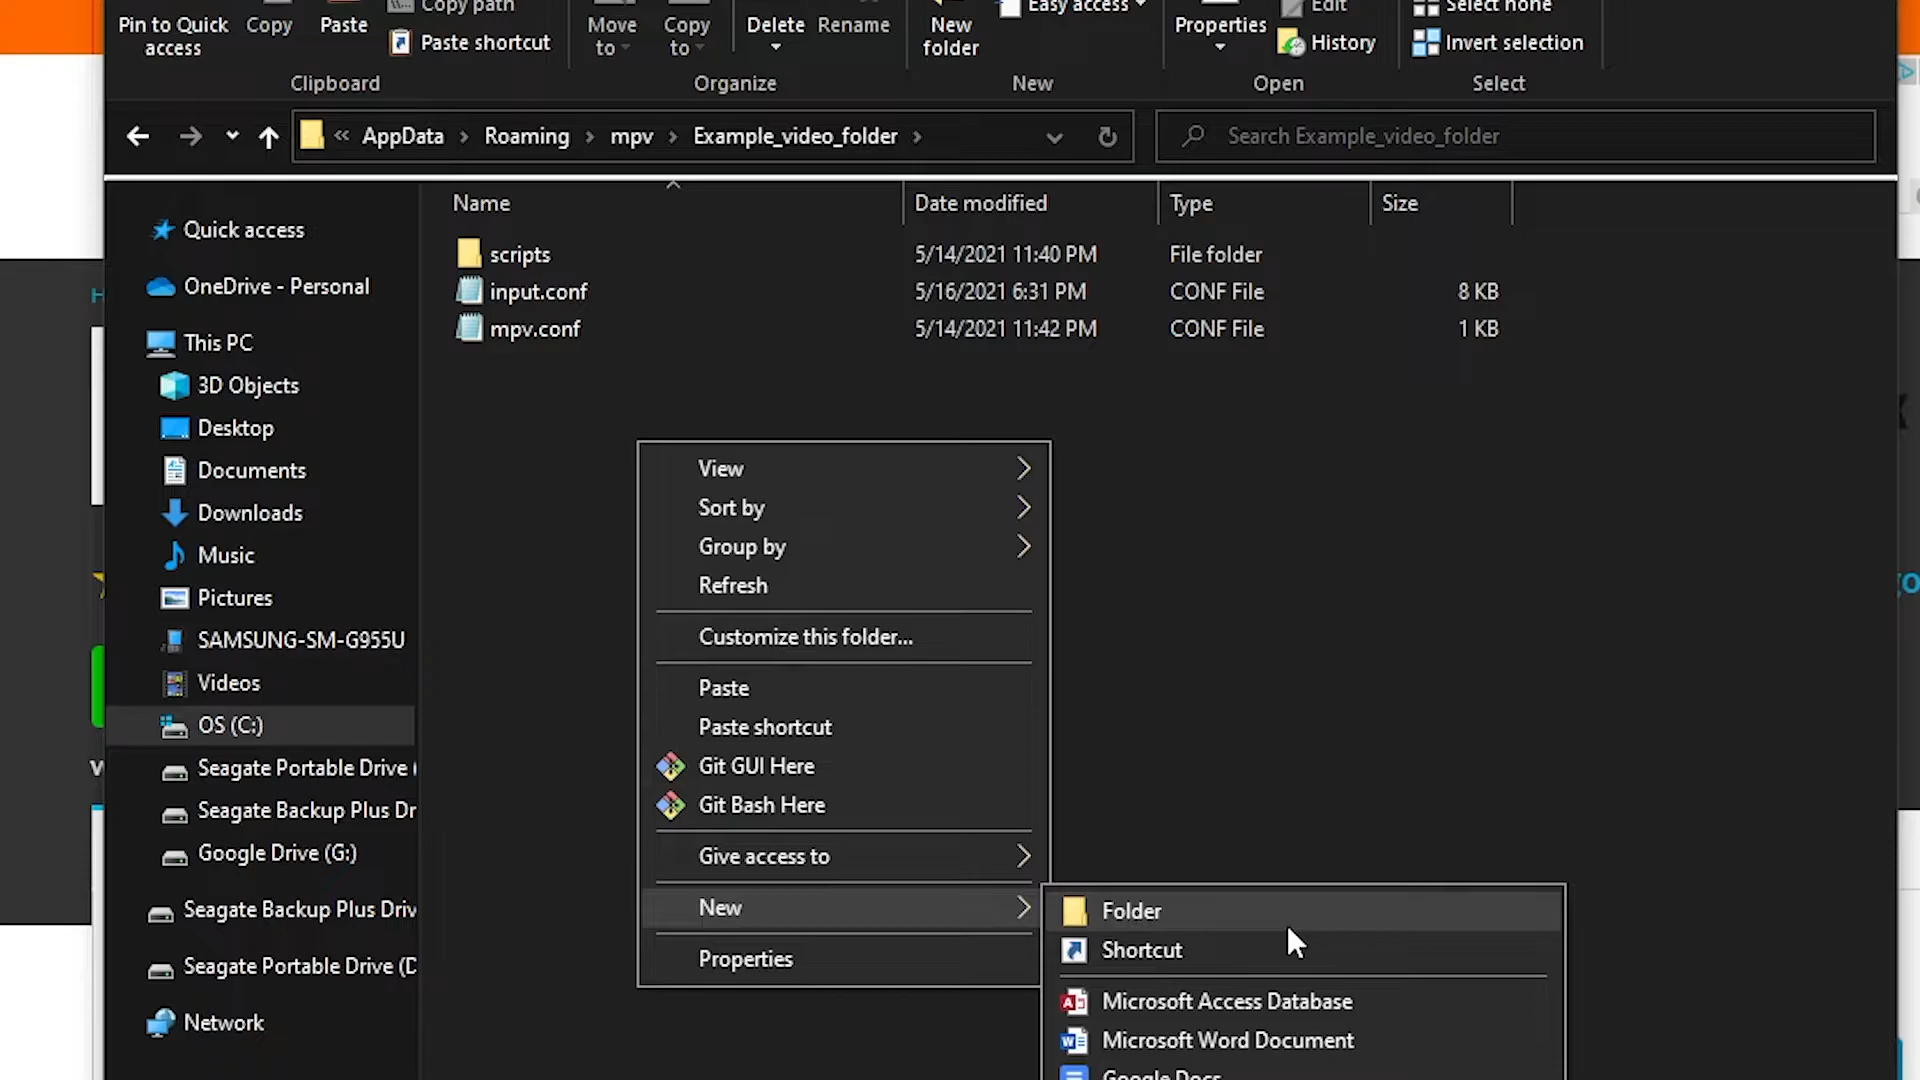 Copy path
Easy access
Edit
Select none
Pin to Quick
access
Copy
Paste
Paste shortcut
Move
to
Copy
to
Delete
Rename
New
folder
Properties
History
Invert selection
Clipboard
Organize
New
Open
Select
« AppData › Roaming › mpv › Example_video_folder ›
Search Example_video_folder
Name
Date modified
Type
Size
Quick access
OneDrive - Personal
This PC
3D Objects
Desktop
Documents
Downloads
Music
Pictures
SAMSUNG-SM-G955U
Videos
OS (C:)
Seagate Portable Drive (
Seagate Backup Plus Dr
Google Drive (G:)
Seagate Backup Plus Driv
Seagate Portable Drive (D
Network
scripts 5/14/2021 11:40 PM File folder
input.conf 5/16/2021 6:31 PM CONF File 8 KB
mpv.conf 5/14/2021 11:42 PM CONF File 1 KB
View
Sort by
Group by
Refresh
Customize this folder...
Paste
Paste shortcut
Git GUI Here
Git Bash Here
Give access to
New
Properties
Folder
Shortcut
Microsoft Access Database
Microsoft Word Document
Google Docs